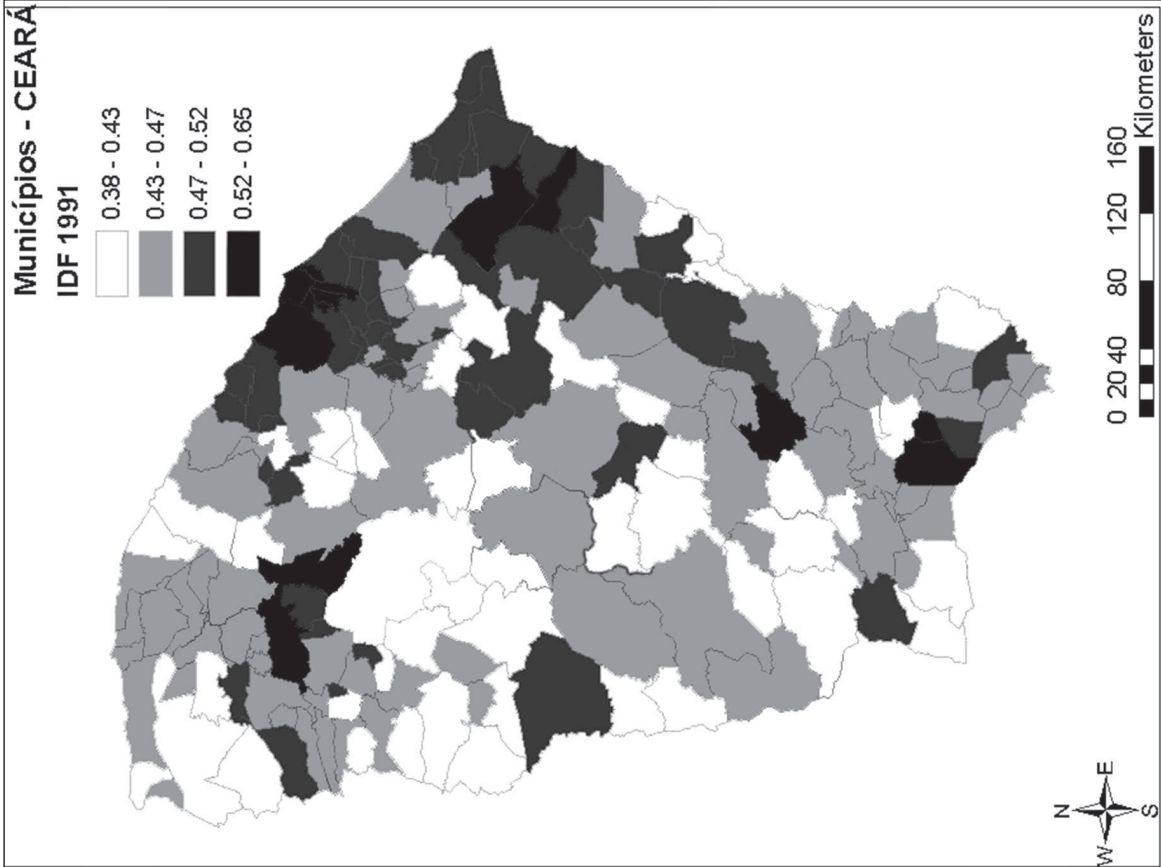 Municípios - CEARÁ
IDF 1991
0.38 - 0.43
0.43 - 0.47
0.47 - 0.52
0.52 - 0.65
N
W E
S
0 20 40 80 120 160
Kilometers